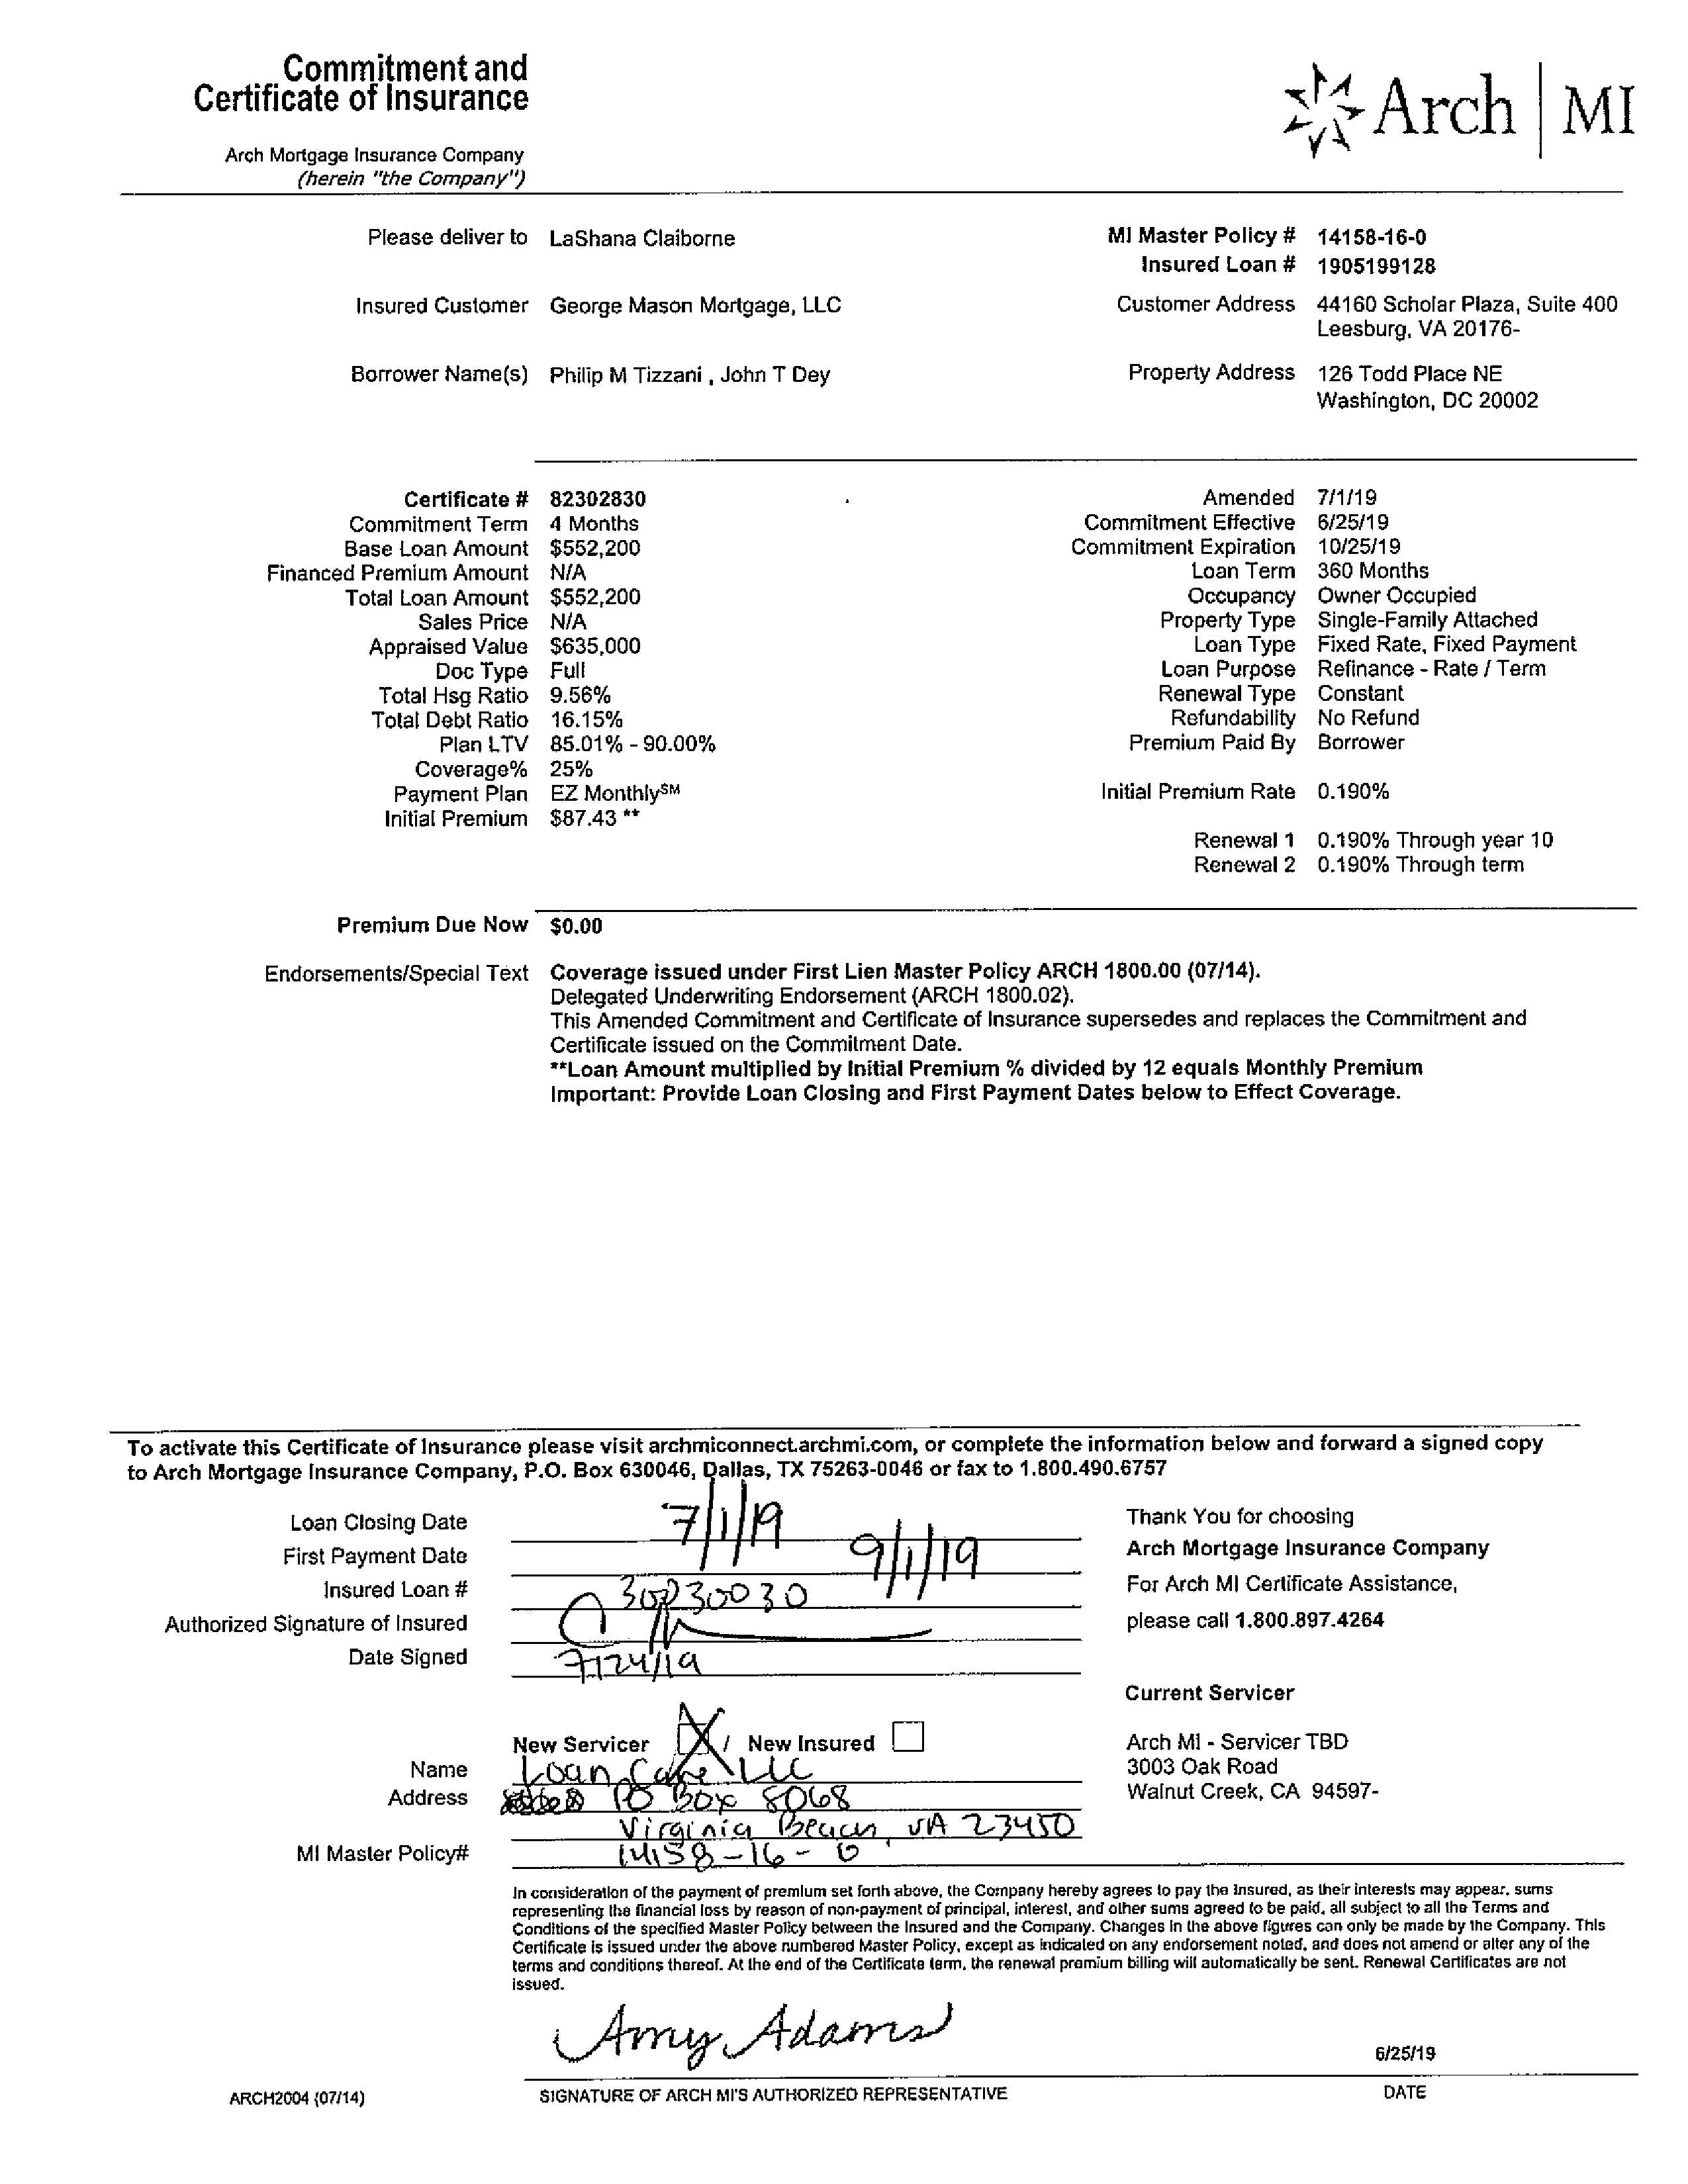 Commitment and
Certificate of Insurance
Arch | MI
Arch Mortgage Insurance Company
(herein "the Company")
Please deliver to LaShana Claiborne
MI Master Policy # 14158-16-0
Insured Loan # 1905199128
Insured Customer George Mason Mortgage, LLC
Customer Address 44160 Scholar Plaza, Suite 400
Leesburg, VA 20176-
Borrower Name(s) Philip M Tizzani , John T Dey
Property Address 126 Todd Place NE
Washington, DC 20002
Certificate # 82302830
Commitment Term 4 Months
Base Loan Amount $552,200
Financed Premium Amount N/A
Total Loan Amount $552,200
Sales Price N/A
Appraised Value $635,000
Doc Type Full
Total Hsg Ratio 9.56%
Total Debt Ratio 16.15%
Plan LTV 85.01% - 90.00%
Coverage% 25%
Payment Plan EZ Monthly℠
Initial Premium $87.43 **
Amended 7/1/19
Commitment Effective 6/25/19
Commitment Expiration 10/25/19
Loan Term 360 Months
Occupancy Owner Occupied
Property Type Single-Family Attached
Loan Type Fixed Rate, Fixed Payment
Loan Purpose Refinance - Rate / Term
Renewal Type Constant
Refundability No Refund
Premium Paid By Borrower
Initial Premium Rate 0.190%
Renewal 1 0.190% Through year 10
Renewal 2 0.190% Through term
Premium Due Now $0.00
Endorsements/Special Text Coverage issued under First Lien Master Policy ARCH 1800.00 (07/14).
Delegated Underwriting Endorsement (ARCH 1800.02).
This Amended Commitment and Certificate of Insurance supersedes and replaces the Commitment and
Certificate issued on the Commitment Date.
**Loan Amount multiplied by Initial Premium % divided by 12 equals Monthly Premium
Important: Provide Loan Closing and First Payment Dates below to Effect Coverage.
To activate this Certificate of Insurance please visit archmiconnect.archmi.com, or complete the information below and forward a signed copy
to Arch Mortgage Insurance Company, P.O. Box 630046, Dallas, TX 75263-0046 or fax to 1.800.490.6757
Loan Closing Date 7/1/19
First Payment Date 9/1/19
Insured Loan #
Authorized Signature of Insured
Date Signed 7/24/19
Thank You for choosing
Arch Mortgage Insurance Company
For Arch MI Certificate Assistance,
please call 1.800.897.4264
Current Servicer
Arch MI - Servicer TBD
3003 Oak Road
Walnut Creek, CA 94597-
New Servicer X New Insured
Name Loan Care LLC
Address PO Box 8068
Virginia Beach, VA 23450
MI Master Policy# 14158-16-0
In consideration of the payment of premium set forth above, the Company hereby agrees to pay the Insured, as their interests may appear, sums
representing the financial loss by reason of non-payment of principal, interest, and other sums agreed to be paid, all subject to all the Terms and
Conditions of the specified Master Policy between the Insured and the Company. Changes in the above figures can only be made by the Company. This
Certificate is issued under the above numbered Master Policy, except as indicated on any endorsement noted, and does not amend or alter any of the
terms and conditions thereof. At the end of the Certificate term, the renewal premium billing will automatically be sent. Renewal Certificates are not
issued.
Amy Adams
6/25/19
ARCH2004 (07/14)
SIGNATURE OF ARCH MI'S AUTHORIZED REPRESENTATIVE
DATE